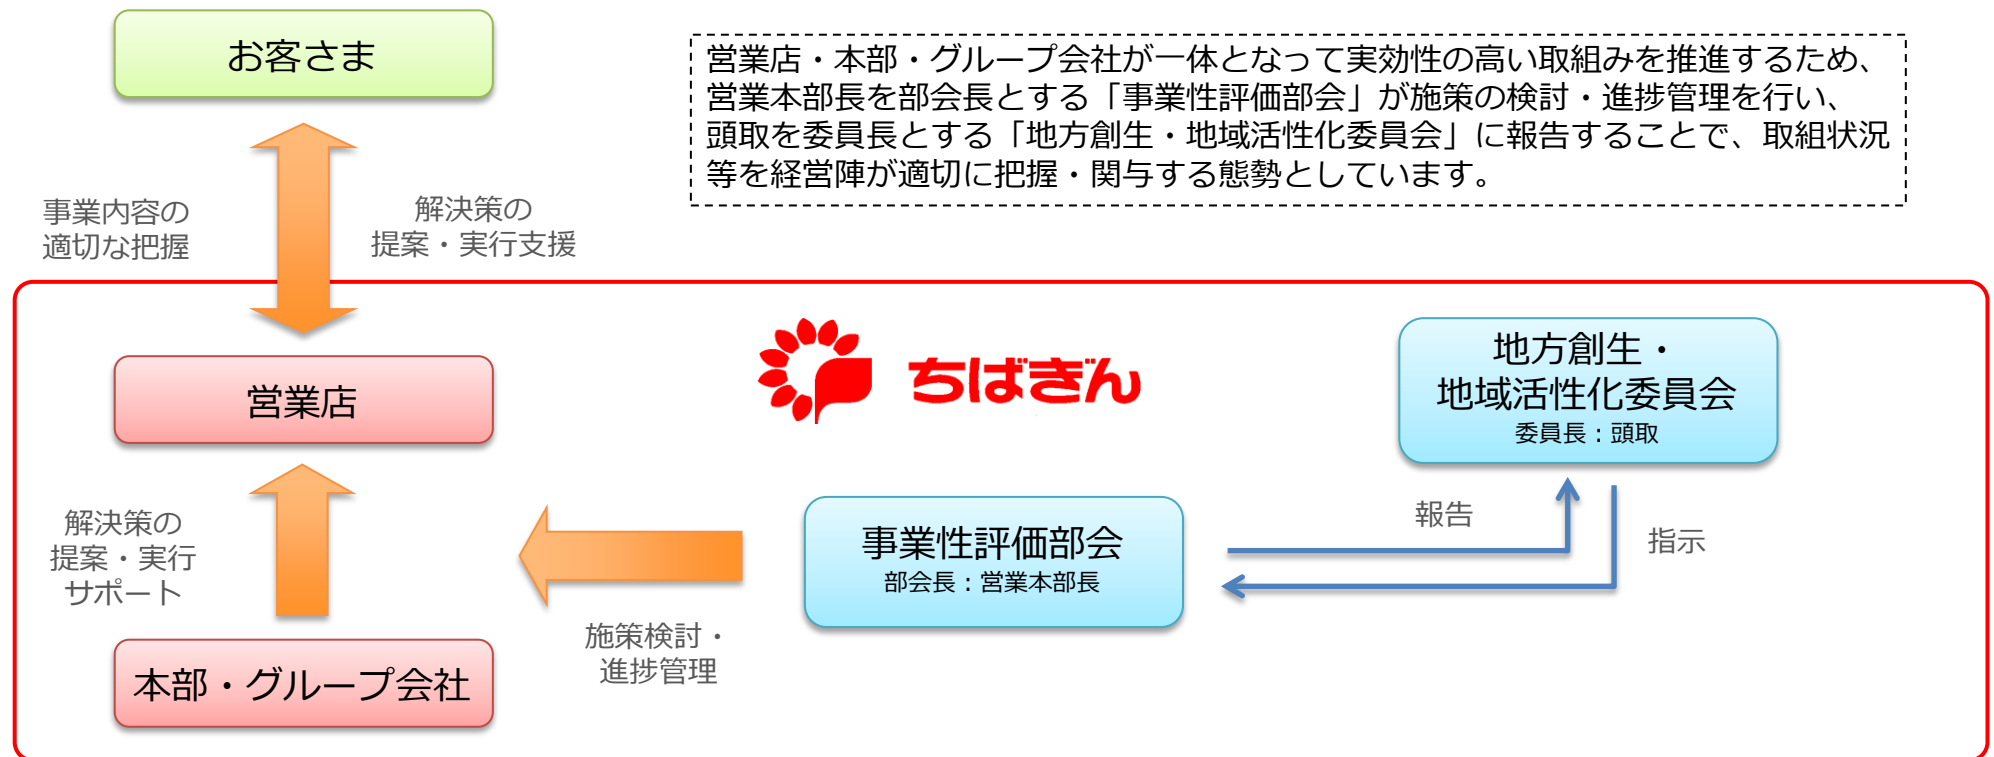 お客さま
営業店・本部・グループ会社が一体となって実効性の高い取組みを推進するため、
営業本部長を部会長とする「事業性評価部会」が施策の検討・進捗管理を行い、
頭取を委員長とする「地方創生・地域活性化委員会」に報告することで、取組状況
等を経営陣が適切に把握・関与する態勢としています。
事業内容の
適切な把握
解決策の
提案・実行支援
ちばぎん
地方創生・
地域活性化委員会
委員長：頭取
営業店
解決策の
提案・実行
サポート
事業性評価部会
部会長：営業本部長
報告
指示
施策検討・
進捗管理
本部・グループ会社